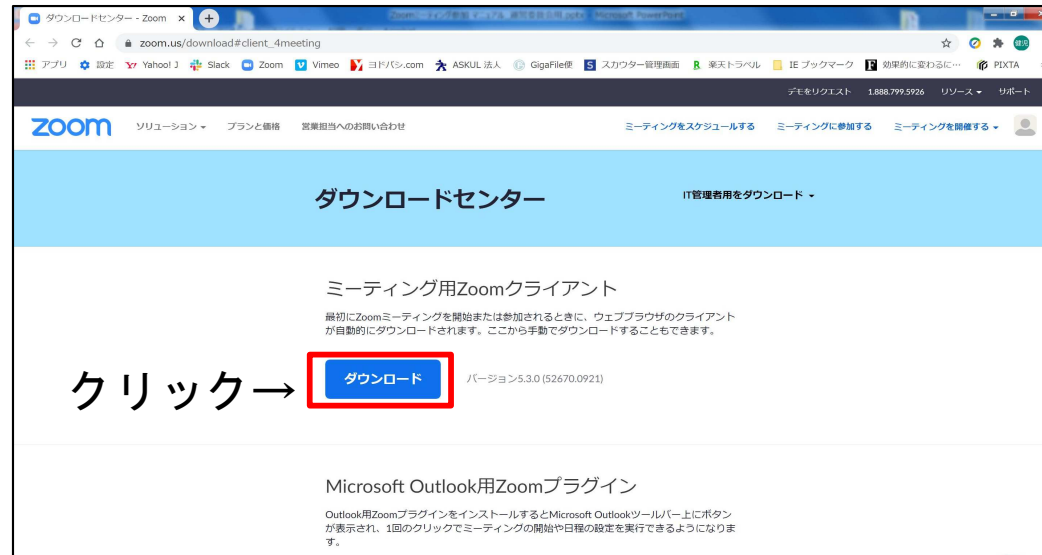 ダウンロードセンター - Zoom
zoom.us/download#client_4meeting
アプリ 設定 Yahoo! J Slack Zoom Vimeo ヨドバシ.com ASKUL 法人 GigaFile便 スカウター管理画面 楽天トラベル IE ブックマーク 効果的に変わるに… PIXTA
デモをリクエスト 1.888.799.5926 リソース サポート
zoom ソリューション プランと価格 営業担当へのお問い合わせ ミーティングをスケジュールする ミーティングに参加する ミーティングを開催する
ダウンロードセンター IT管理者用をダウンロード
ミーティング用Zoomクライアント
最初にZoomミーティングを開始または参加されるときに、ウェブブラウザのクライアント
が自動的にダウンロードされます。ここから手動でダウンロードすることもできます。
クリック→ ダウンロード バージョン5.3.0 (52670.0921)
Microsoft Outlook用Zoomプラグイン
Outlook用ZoomプラグインをインストールするとMicrosoft Outlookツールバー上にボタン
が表示され、1回のクリックでミーティングの開始や日程の設定を実行できるようになりま
す。